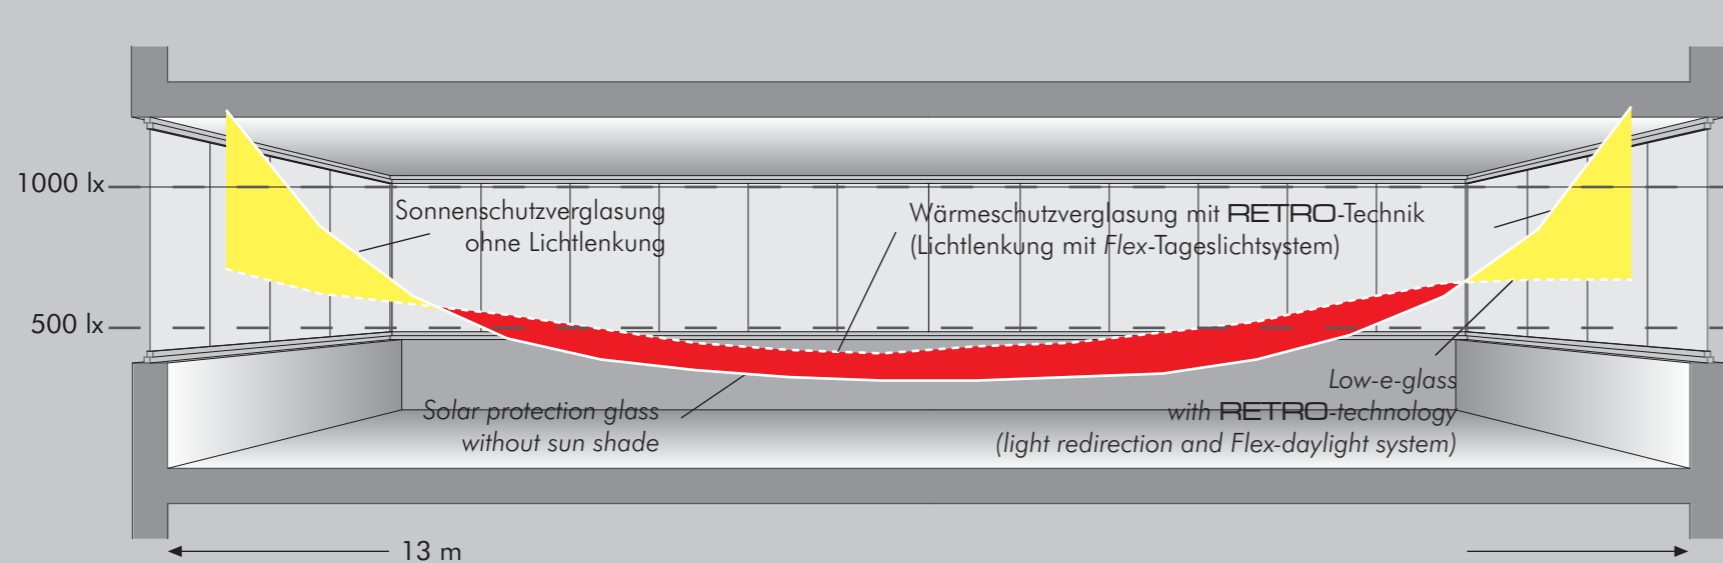 1000 lx
Sonnenschutzverglasung
ohne Lichtlenkung
Wärmeschutzverglasung mit RETRO-Technik
(Lichtlenkung mit Flex-Tageslichtsystem)
500 lx
Solar protection glass
without sun shade
Low-e-glass
with RETRO-technology
(light redirection and Flex-daylight system)
13 m